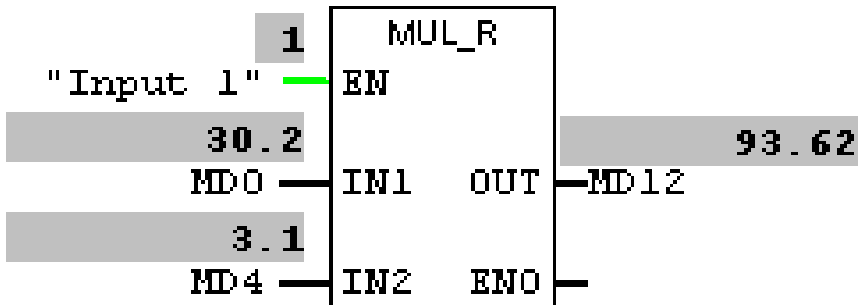 1 MUL_R
"Input 1" EN
30.2 93.62
MD0 IN1 OUT MD12
3.1
MD4 IN2 ENO